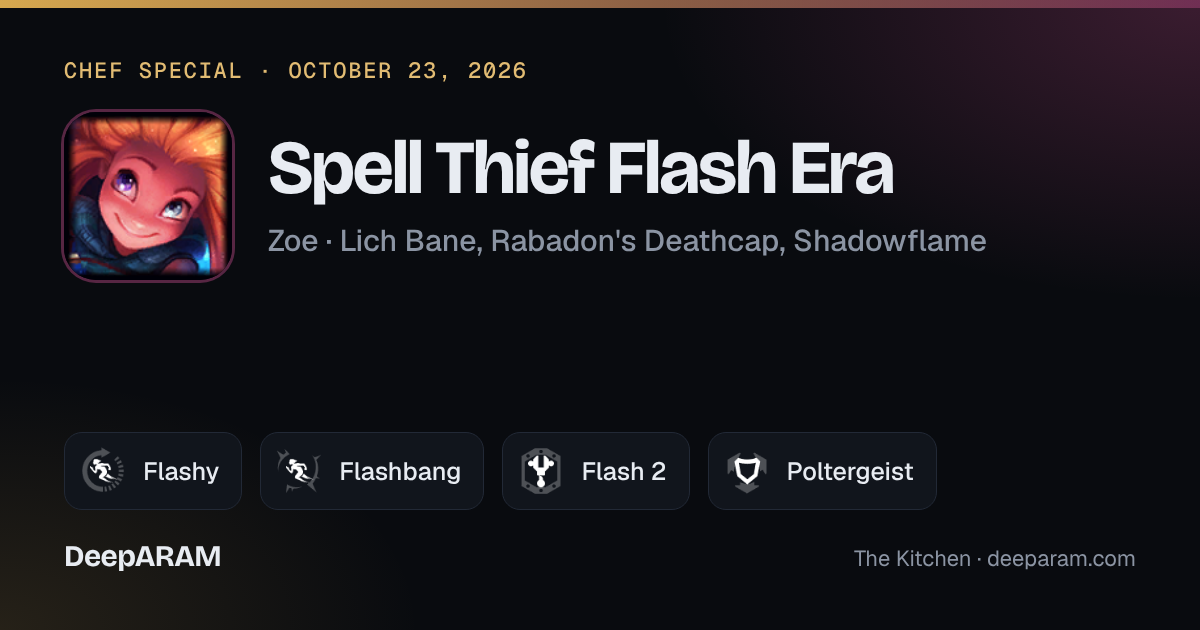 CHEF SPECIAL · OCTOBER 23, 2026
Spell Thief Flash Era
Zoe · Lich Bane, Rabadon's Deathcap, Shadowflame
Flashy
Flashbang
Flash 2
Poltergeist
DeepARAM
The Kitchen · deeparam.com